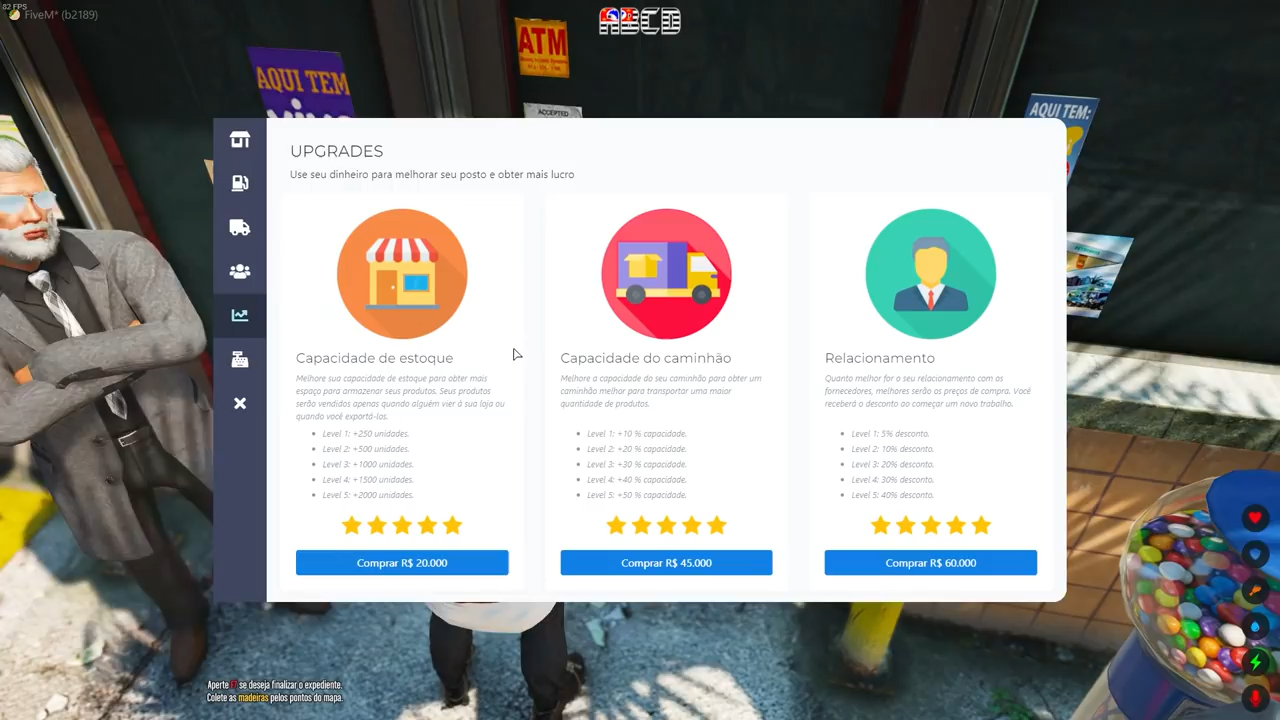 82 FPS
FiveM* (b2189)
ABCD
ATM
AQUI TEM
ACCEPTED
AQUI TEM:
UPGRADES
Use seu dinheiro para melhorar seu posto e obter mais lucro
Capacidade de estoque
Melhore sua capacidade de estoque para obter mais
espaço para armazenar seus produtos. Seus produtos
serão vendidos apenas quando alguém vier à sua loja ou
quando você exportá-los.
Level 1: +250 unidades.
Level 2: +500 unidades.
Level 3: +1000 unidades.
Level 4: +1500 unidades.
Level 5: +2000 unidades.
Comprar R$ 20.000
Capacidade do caminhão
Melhore a capacidade do seu caminhão para obter um
caminhão melhor para transportar uma maior
quantidade de produtos.
Level 1: +10 % capacidade.
Level 2: +20 % capacidade.
Level 3: +30 % capacidade.
Level 4: +40 % capacidade.
Level 5: +50 % capacidade.
Comprar R$ 45.000
Relacionamento
Quanto melhor for o seu relacionamento com os
fornecedores, melhores serão os preços de compra. Você
receberá o desconto ao começar um novo trabalho.
Level 1: 5% desconto.
Level 2: 10% desconto.
Level 3: 20% desconto.
Level 4: 30% desconto.
Level 5: 40% desconto.
Comprar R$ 60.000
Aperte F7 se deseja finalizar o expediente.
Colete as madeiras pelos pontos do mapa.